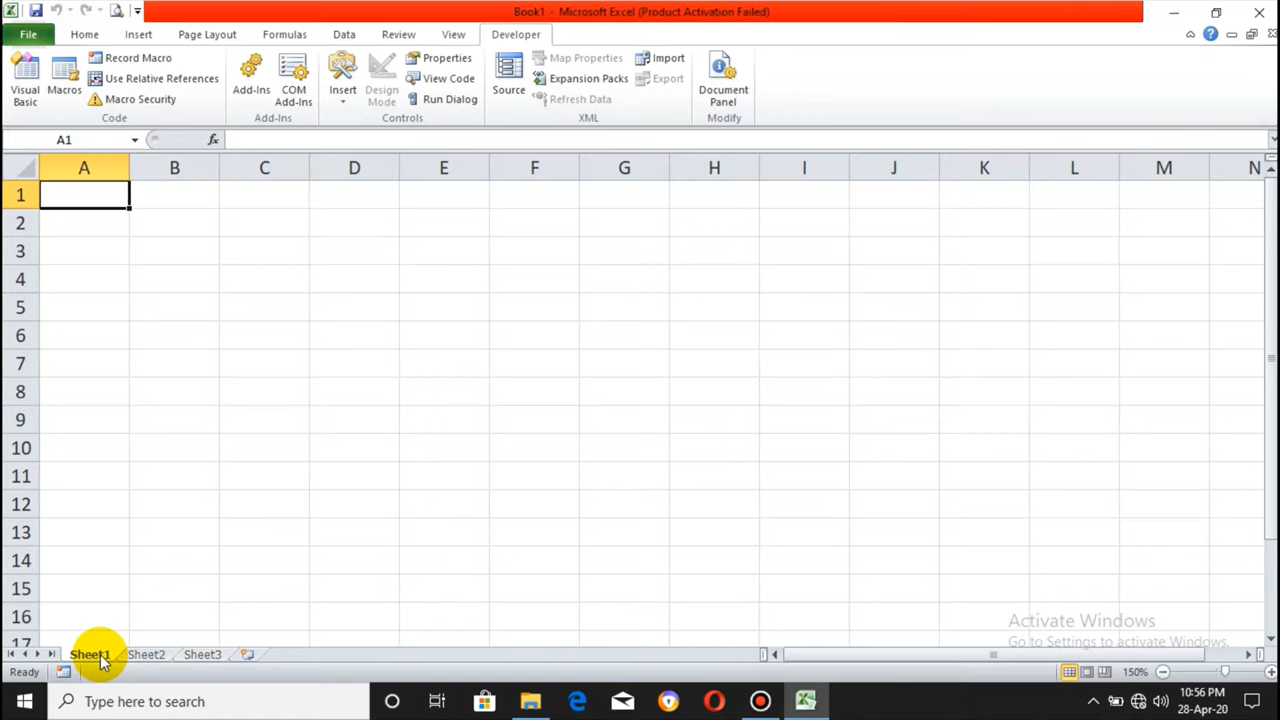 Book1 - Microsoft Excel (Product Activation Failed)
File Home Insert Page Layout Formulas Data Review View Developer
Visual Basic
Macros
Record Macro
Use Relative References
Macro Security
Code
Add-Ins
COM Add-Ins
Add-Ins
Insert
Design Mode
Properties
View Code
Run Dialog
Controls
Source
Map Properties
Expansion Packs
Refresh Data
Import
Export
XML
Document Panel
Modify
A1 fx
A B C D E F G H I J K L M N
1
2
3
4
5
6
7
8
9
10
11
12
13
14
15
16
17
Activate Windows
Go to Settings to activate Windows.
Sheet1 Sheet2 Sheet3
Ready 150%
Type here to search
10:56 PM
28-Apr-20